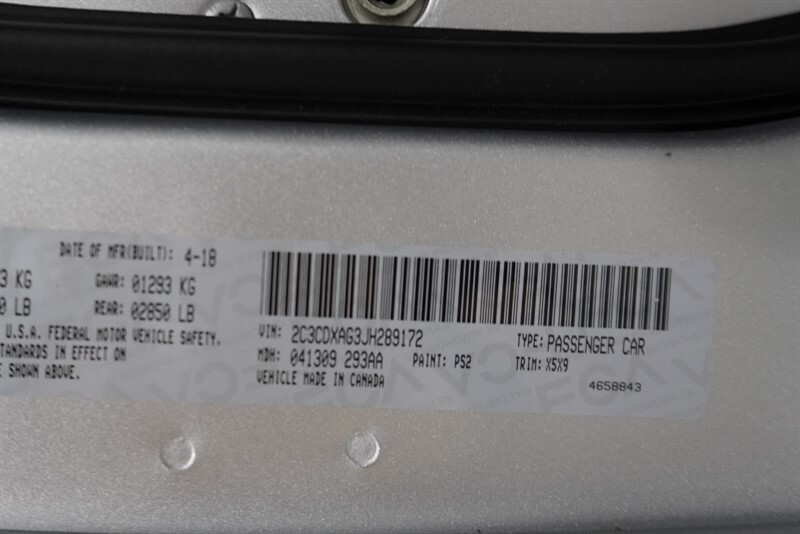 DATE OF MFR(BUILT): 4-18
3 KG GAWR: 01293 KG
0 LB REAR: 02850 LB
U.S.A. FEDERAL MOTOR VEHICLE SAFETY.
STANDARDS IN EFFECT ON
SHOWN ABOVE.
VIN: 2C3CDXAG3JH289172 TYPE: PASSENGER CAR
MDH: 041309 293AA PAINT: PS2 TRIM: X5X9
VEHICLE MADE IN CANADA 4658843